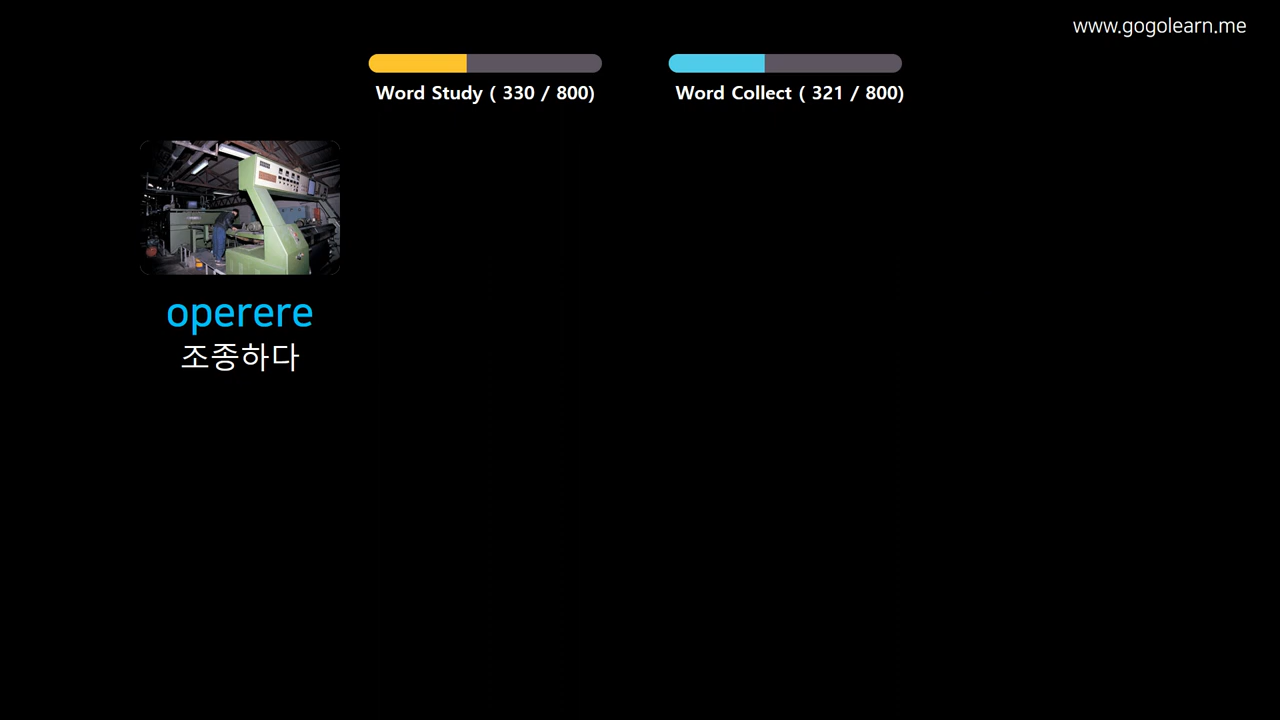 www.gogolearn.me
Word Study ( 330 / 800)
Word Collect ( 321 / 800)
operere
조종하다